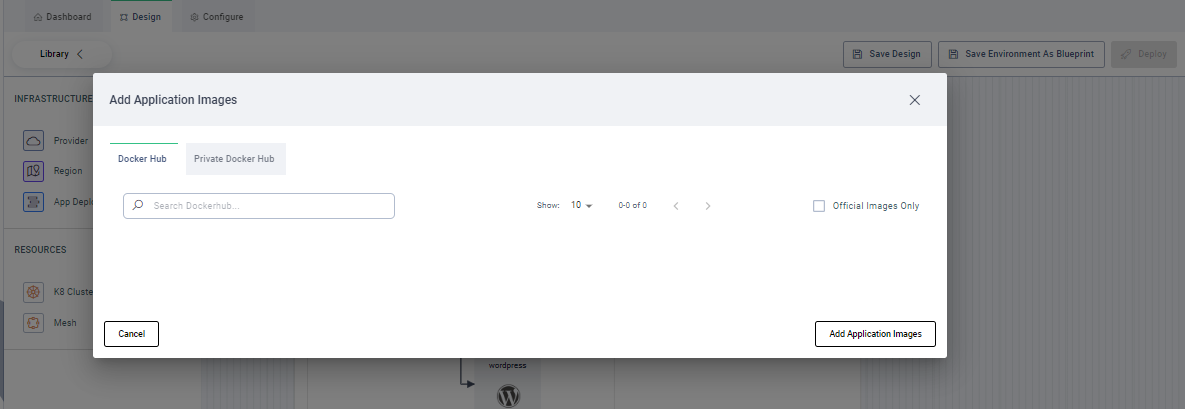 Dashboard
Design
Configure
Library
Save Design
Save Environment As Blueprint
Deploy
INFRASTRUCTURE
Provider
Region
App Depl
RESOURCES
K8 Cluste
Mesh
Add Application Images
Docker Hub
Private Docker Hub
Search Dockerhub...
Show: 10
0-0 of 0
Official Images Only
Cancel
Add Application Images
wordpress